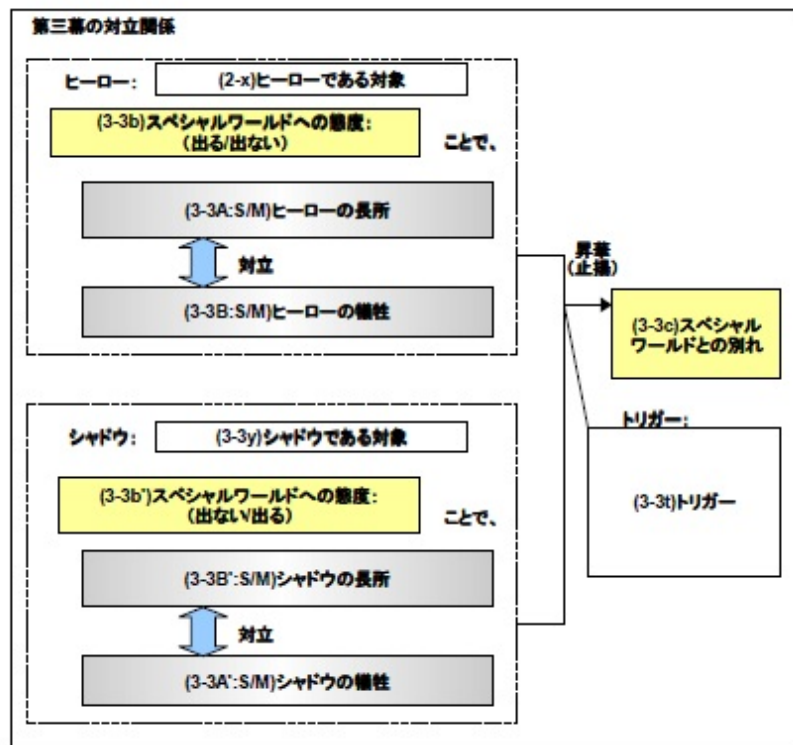 第三幕の対立関係
ヒーロー:
(2-x)ヒーローである対象
(3-3b)スペシャルワールドへの態度:
(出る/出ない)
ことで、
(3-3A:S/M)ヒーローの長所
対立
(3-3B:S/M)ヒーローの犠牲
昇華
(止揚)
(3-3c)スペシャル
ワールドとの別れ
シャドウ:
(3-3y)シャドウである対象
(3-3b')スペシャルワールドへの態度:
(出ない/出る)
ことで、
(3-3B':S/M)シャドウの長所
対立
(3-3A':S/M)シャドウの犠牲
トリガー:
(3-3t)トリガー